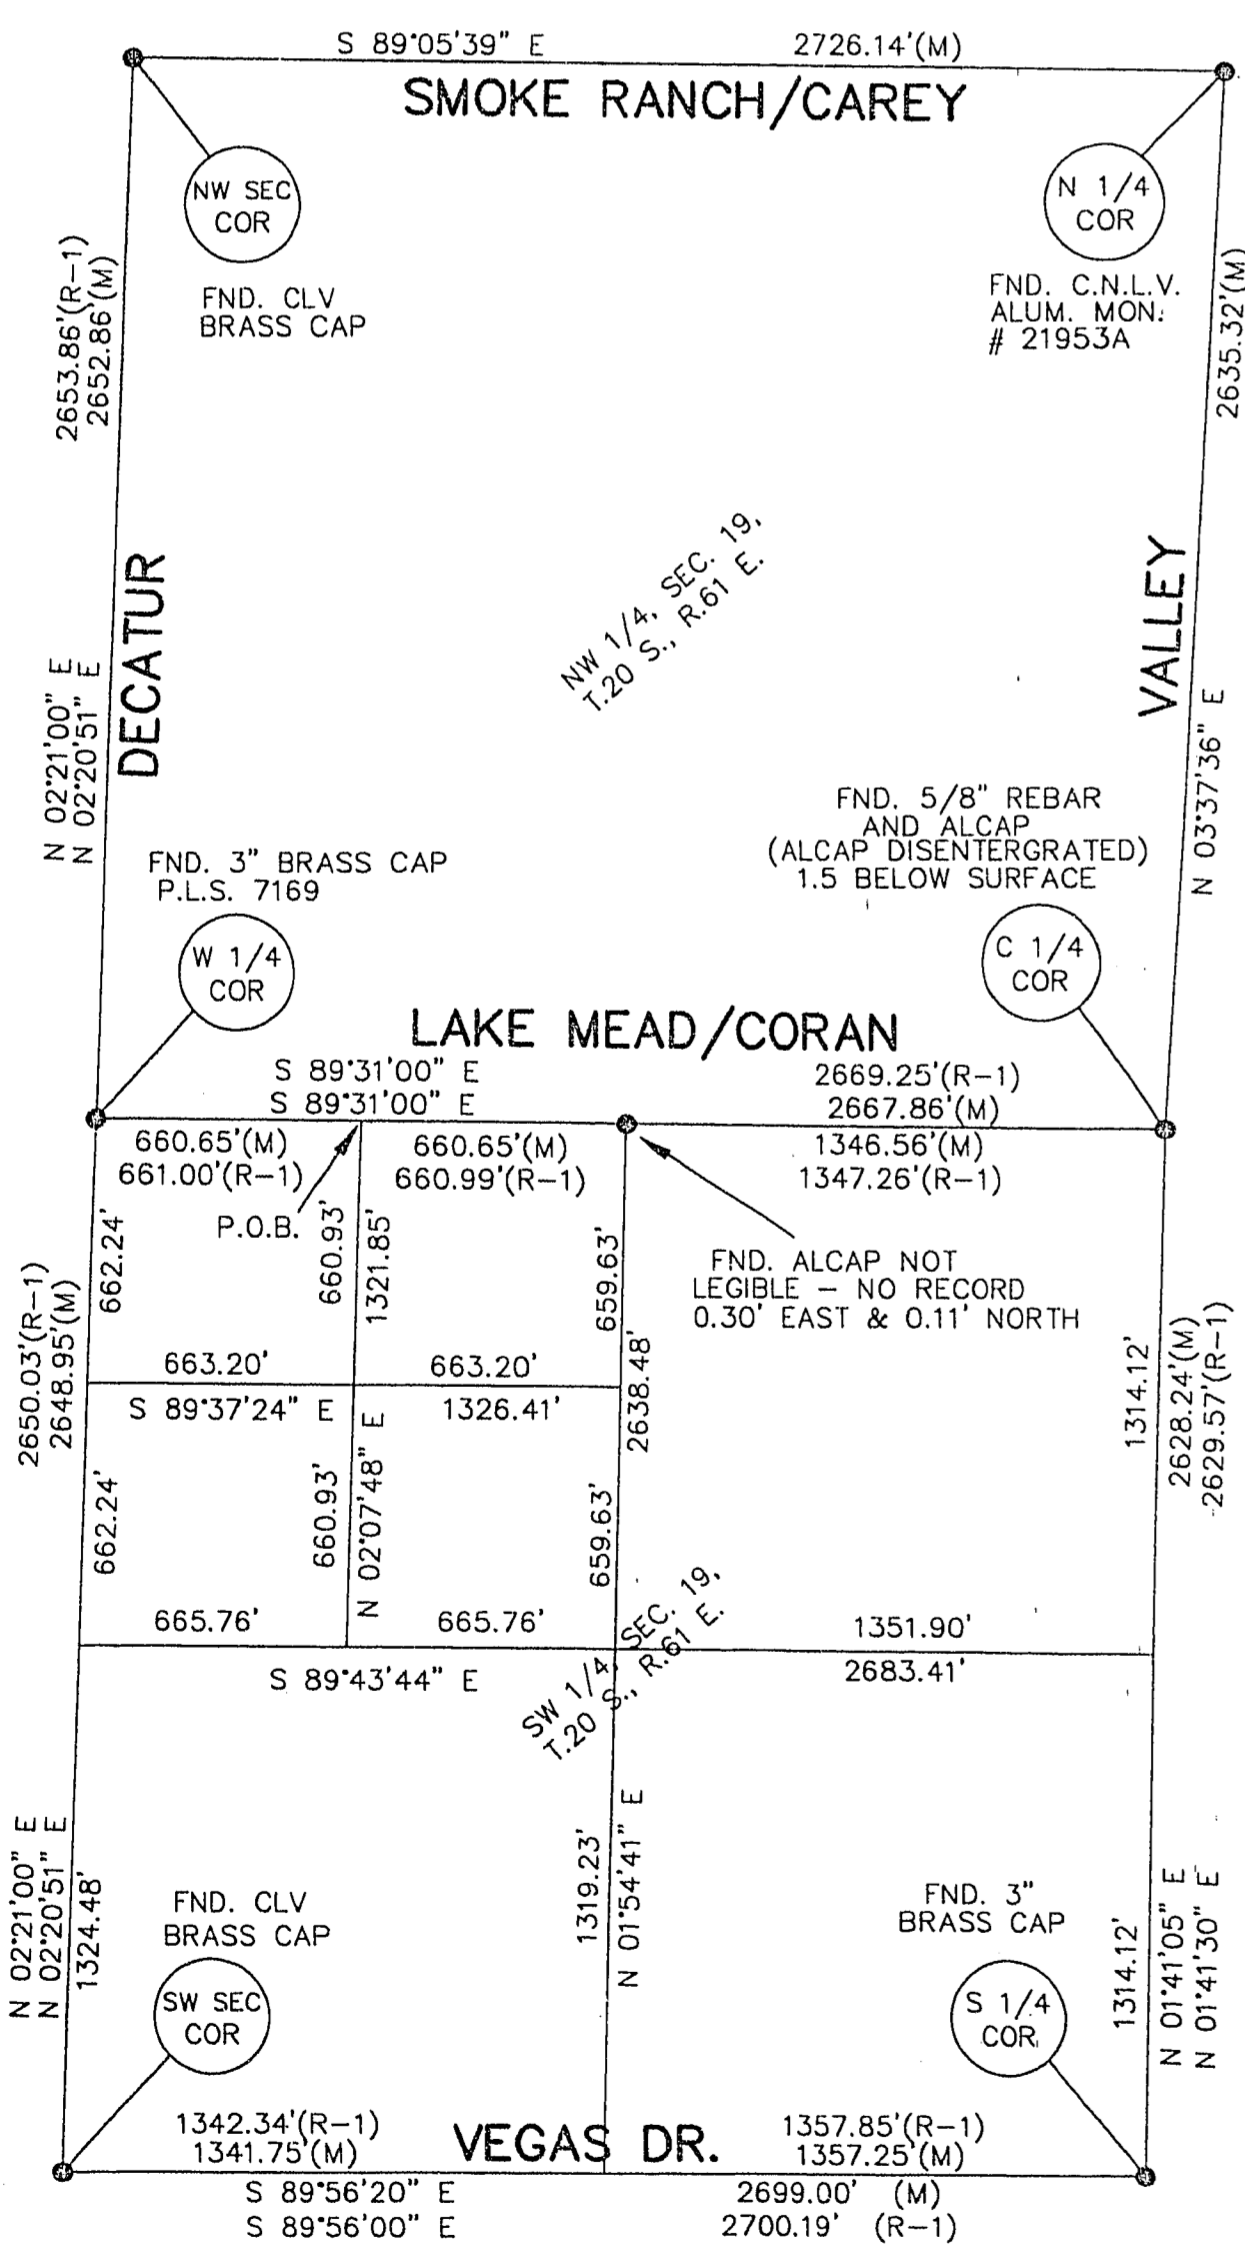 S 89°05'39" E
2726.14'(M)
SMOKE RANCH/CAREY
NW SEC
COR
N 1/4
COR
FND. CLV
BRASS CAP
FND. C.N.L.V.
ALUM. MON.
# 21953A
2653.86'(R-1)
2652.86'(M)
2635.32'(M)
NW 1/4, SEC. 19,
T.20 S., R.61 E.
DECATUR
VALLEY
N 02°21'00" E
N 02°20'51" E
N 03°37'36" E
FND. 5/8" REBAR
AND ALCAP
(ALCAP DISENTERGRATED)
1.5 BELOW SURFACE
FND. 3" BRASS CAP
P.L.S. 7169
W 1/4
COR
C 1/4
COR
LAKE MEAD/CORAN
S 89°31'00" E
S 89°31'00" E
2669.25'(R-1)
2667.86'(M)
660.65'(M)
661.00'(R-1)
660.65'(M)
660.99'(R-1)
1346.56'(M)
1347.26'(R-1)
P.O.B.
662.24'
660.93'
1321.85'
659.63'
FND. ALCAP NOT
LEGIBLE – NO RECORD
0.30' EAST & 0.11' NORTH
2650.03'(R-1)
2648.95'(M)
663.20'
663.20'
2638.48'
1314.12'
2628.24'(M)
2629.57'(R-1)
S 89°37'24" E
1326.41'
662.24'
660.93'
N 02°07'48" E
659.63'
665.76'
665.76'
1351.90'
S 89°43'44" E
2683.41'
SW 1/4, SEC. 19,
T.20 S., R.61 E.
N 02°21'00" E
N 02°20'51" E
1324.48'
1319.23'
N 01°54'41" E
1314.12'
N 01°41'05" E
N 01°41'30" E
FND. CLV
BRASS CAP
FND. 3"
BRASS CAP
SW SEC
COR
S 1/4
COR
1342.34'(R-1)
1341.75'(M)
VEGAS DR.
1357.85'(R-1)
1357.25'(M)
S 89°56'20" E
S 89°56'00" E
2699.00' (M)
2700.19' (R-1)